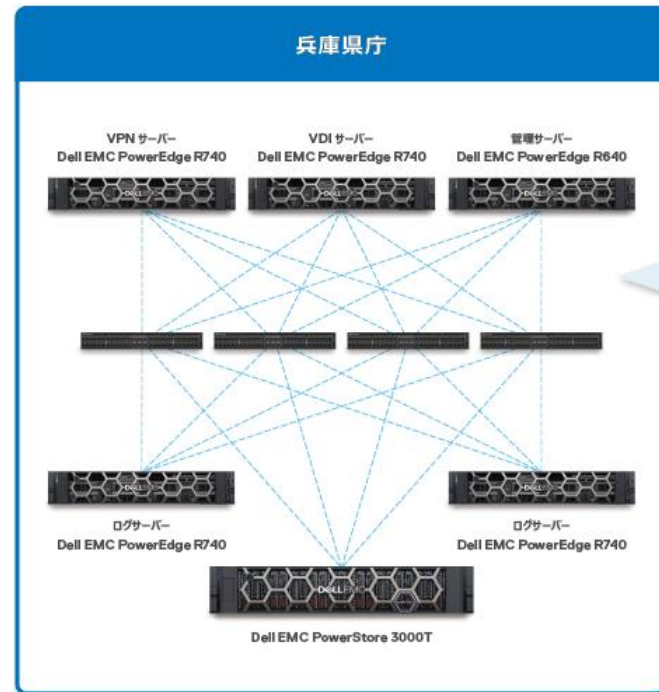 兵庫県庁
VPN サーバー
Dell EMC PowerEdge R740
VDI サーバー
Dell EMC PowerEdge R740
管理サーバー
Dell EMC PowerEdge R640
ログサーバー
Dell EMC PowerEdge R740
ログサーバー
Dell EMC PowerEdge R740
DELLEMC
Dell EMC PowerStore 3000T